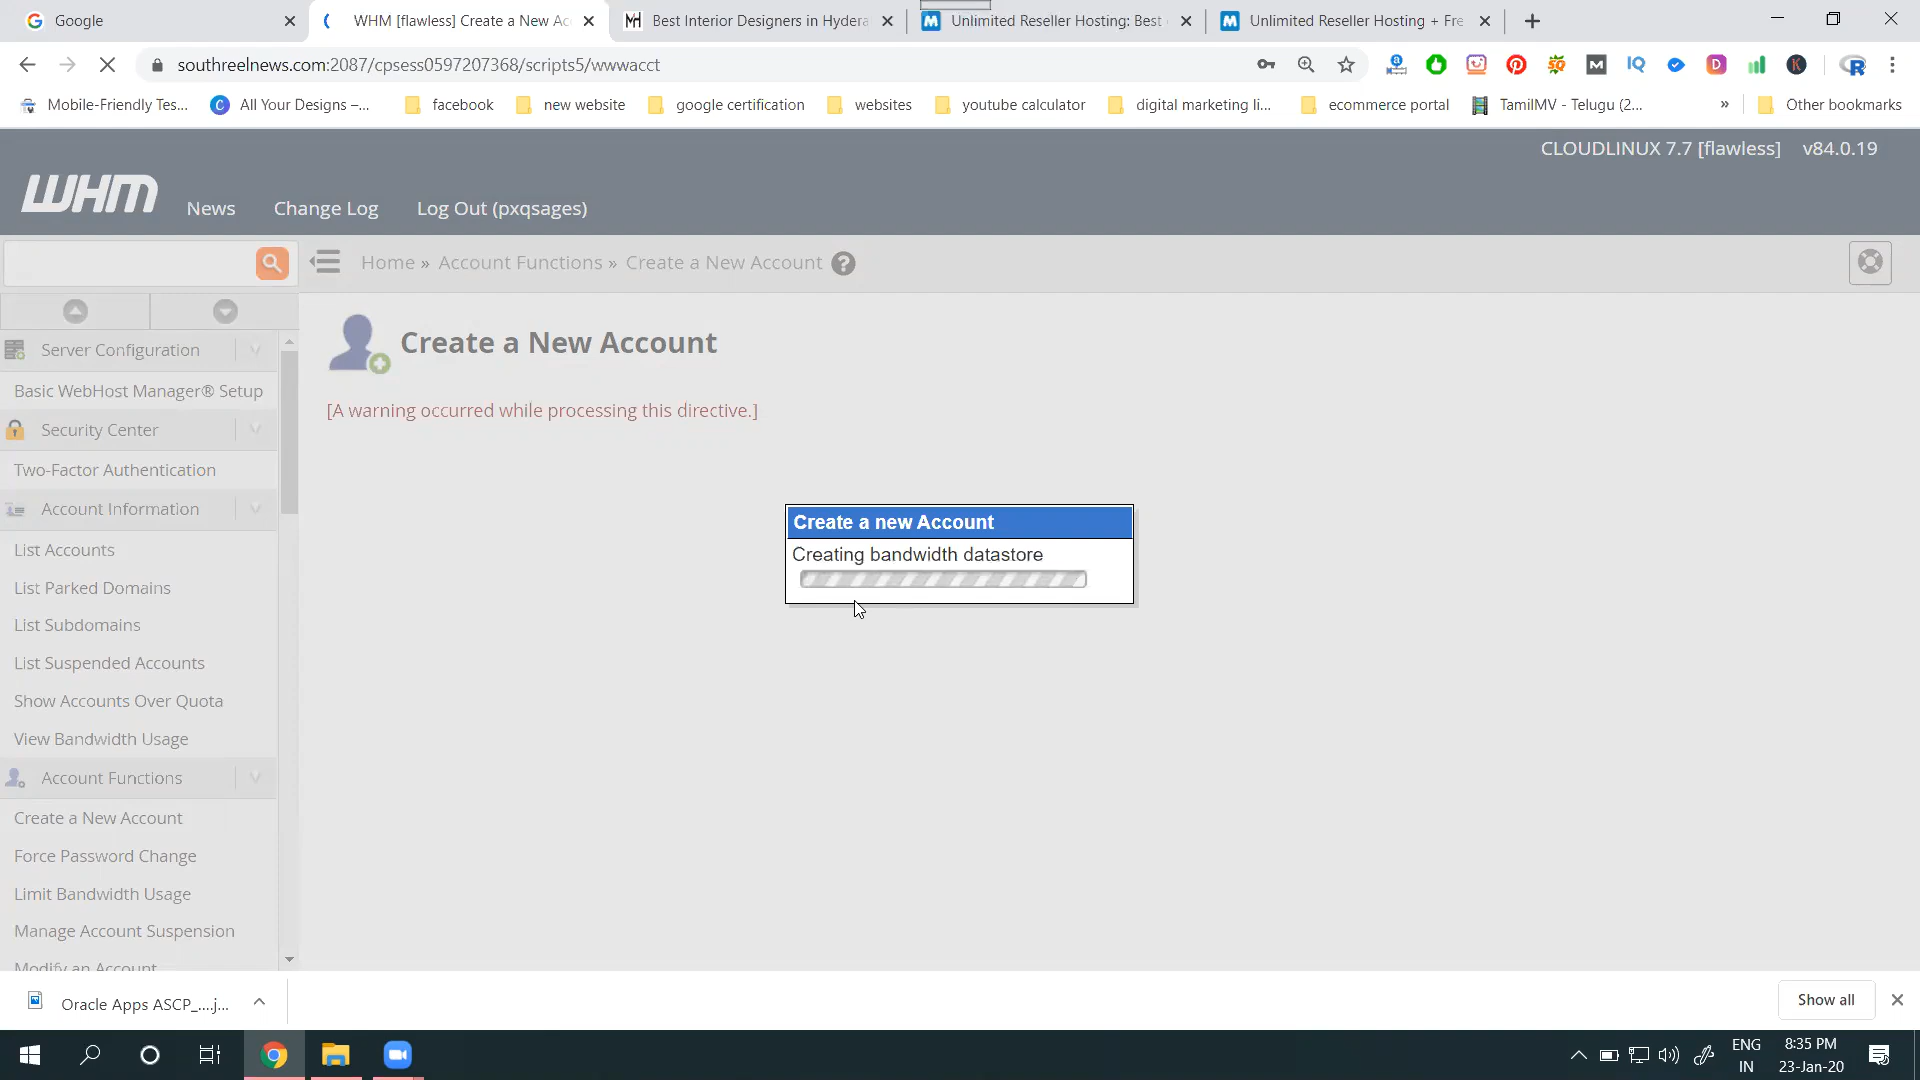 Google
WHM [flawless] Create a New Ac
Best Interior Designers in Hydera
Unlimited Reseller Hosting: Best
Unlimited Reseller Hosting + Fre
southreelnews.com:2087/cpsess0597207368/scripts5/wwwacct
Mobile-Friendly Tes...
All Your Designs –...
facebook
new website
google certification
websites
youtube calculator
digital marketing li...
ecommerce portal
TamilMV - Telugu (2...
»
Other bookmarks
CLOUDLINUX 7.7 [flawless] v84.0.19
WHM
News
Change Log
Log Out (pxqsages)
Home » Account Functions » Create a New Account
Server Configuration
Basic WebHost Manager® Setup
Security Center
Two-Factor Authentication
Account Information
List Accounts
List Parked Domains
List Subdomains
List Suspended Accounts
Show Accounts Over Quota
View Bandwidth Usage
Account Functions
Create a New Account
Force Password Change
Limit Bandwidth Usage
Manage Account Suspension
Modify an Account
Create a New Account
[A warning occurred while processing this directive.]
Create a new Account
Creating bandwidth datastore
Oracle Apps ASCP_....j...
Show all
ENG
IN
8:35 PM
23-Jan-20